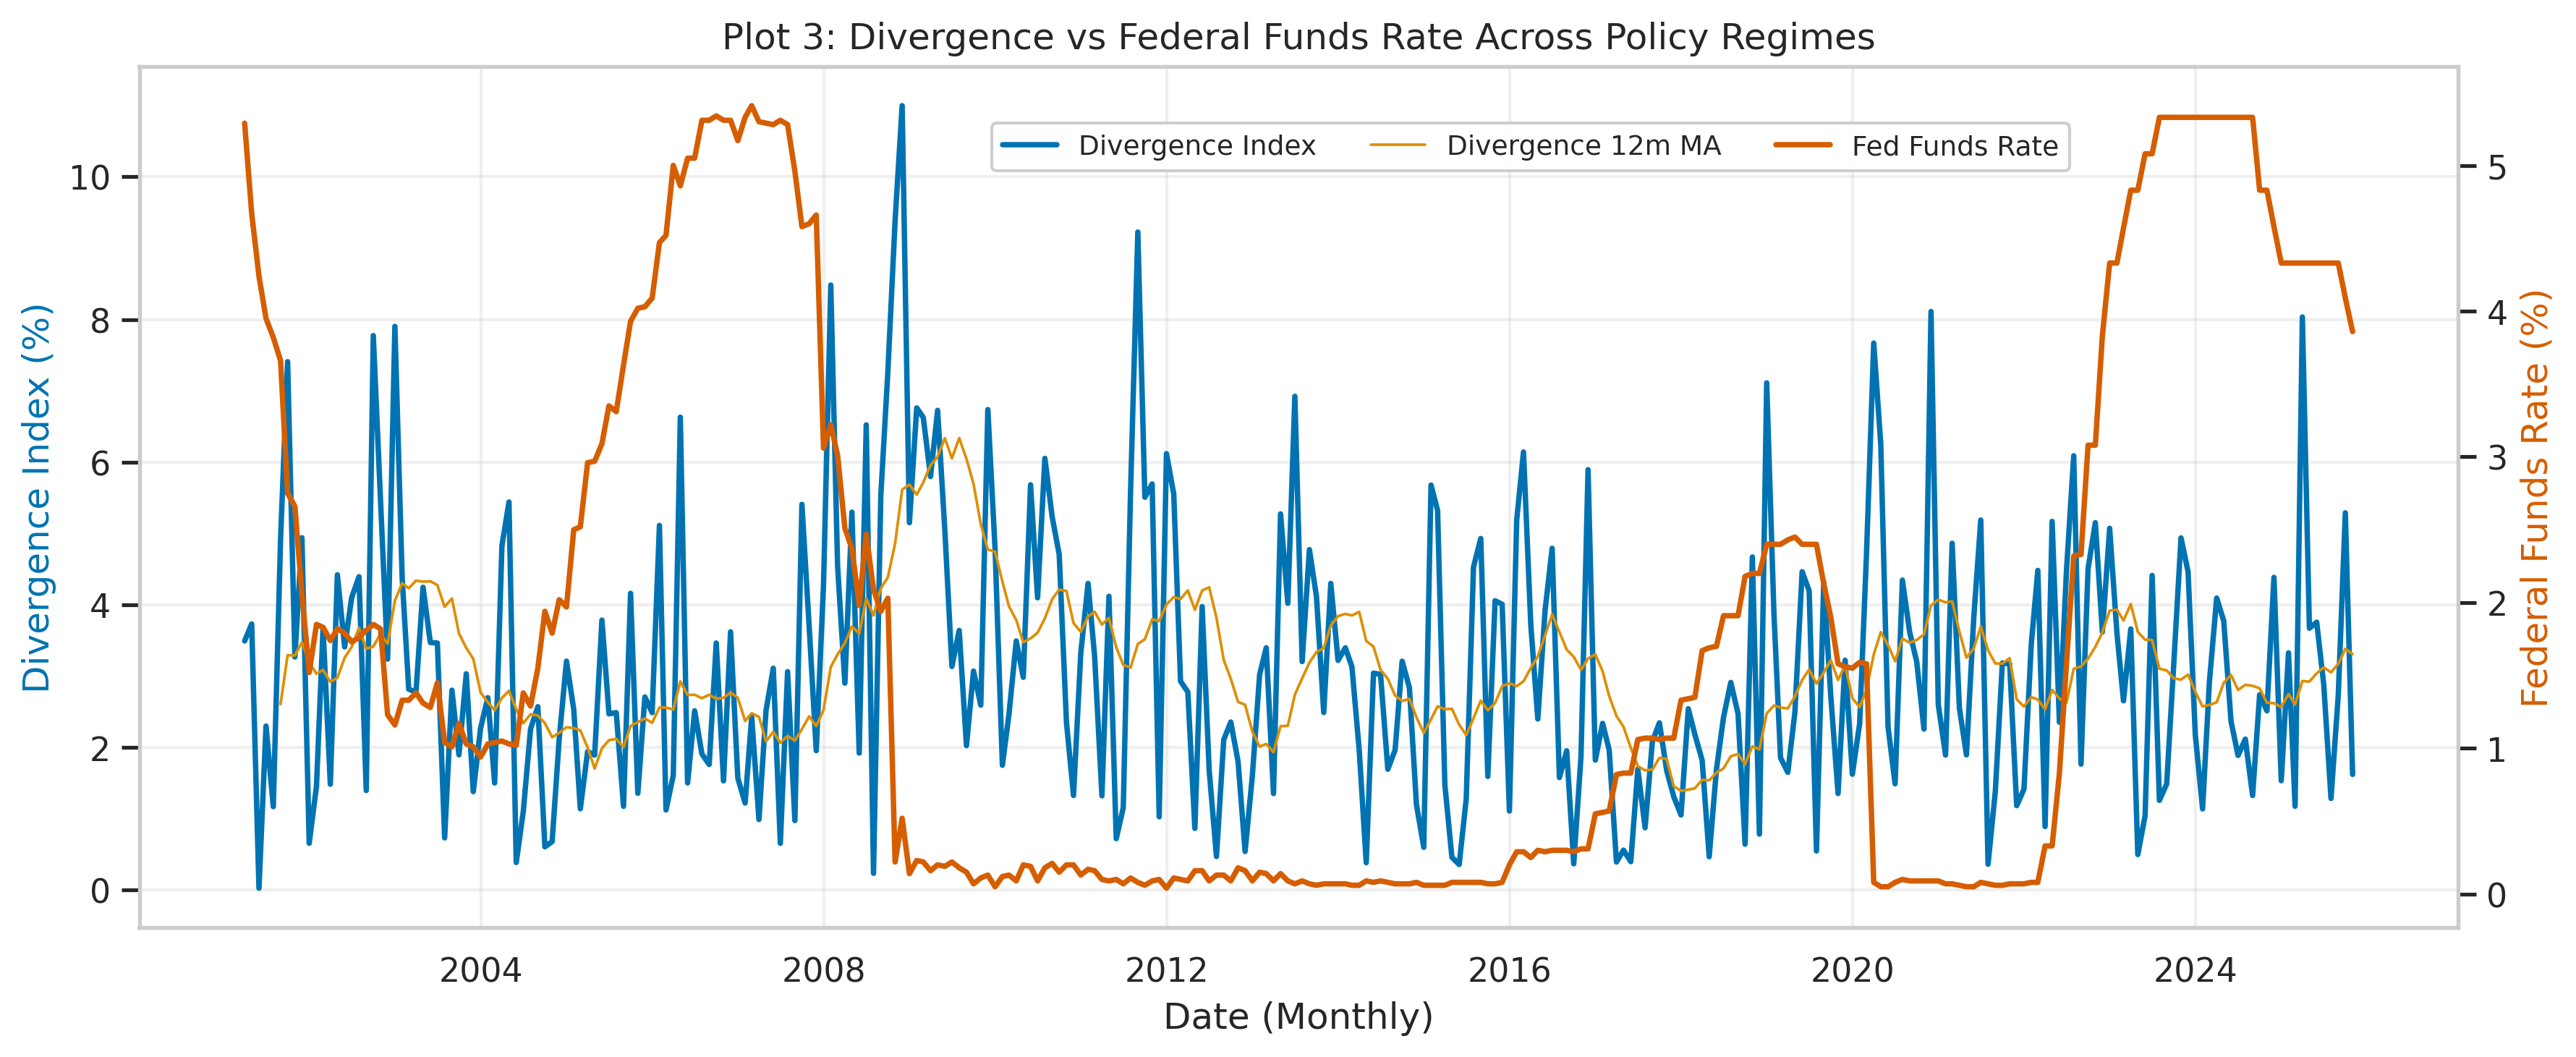 Plot 3: Divergence vs Federal Funds Rate Across Policy Regimes
Divergence Index Divergence 12m MA Fed Funds Rate
Divergence Index (%)
10
8
6
4
2
0
Federal Funds Rate (%)
5
4
3
2
1
0
2004 2008 2012 2016 2020 2024
Date (Monthly)